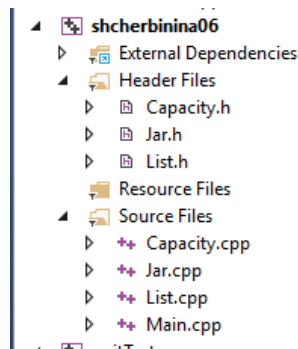 shcherbinina06
External Dependencies
Header Files
Capacity.h
Jar.h
List.h
Resource Files
Source Files
Capacity.cpp
Jar.cpp
List.cpp
Main.cpp